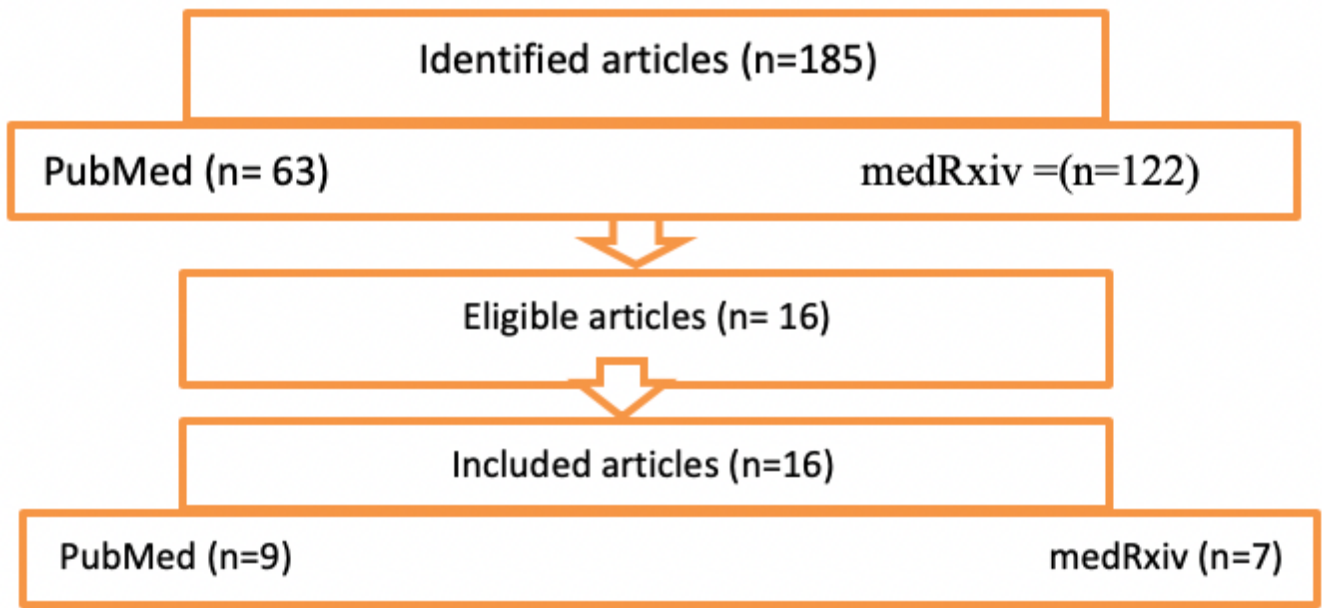 Identified articles (n=185)
PubMed (n= 63) medRxiv =(n=122)
Eligible articles (n= 16)
Included articles (n=16)
PubMed (n=9) medRxiv (n=7)